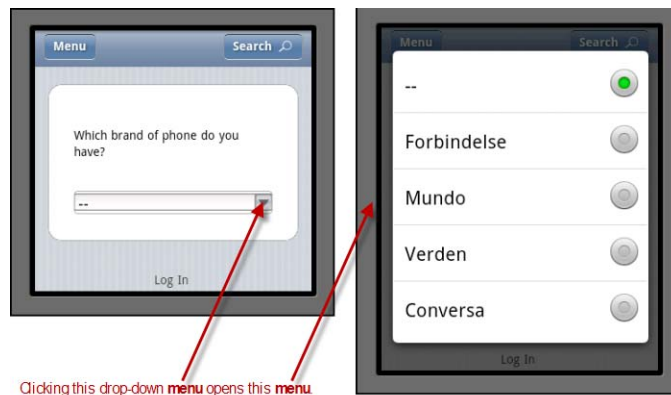 Menu
Search
Which brand of phone do you
have?
--
Log In
Clicking this drop-down menu opens this menu.
Menu
Search
--
Forbindelse
Mundo
Verden
Conversa
Log In